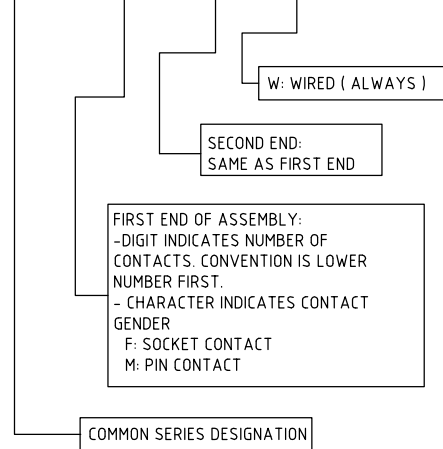 W: WIRED ( ALWAYS )
SECOND END:
SAME AS FIRST END
FIRST END OF ASSEMBLY:
-DIGIT INDICATES NUMBER OF
CONTACTS. CONVENTION IS LOWER
NUMBER FIRST.
- CHARACTER INDICATES CONTACT
GENDER
F: SOCKET CONTACT
M: PIN CONTACT
COMMON SERIES DESIGNATION